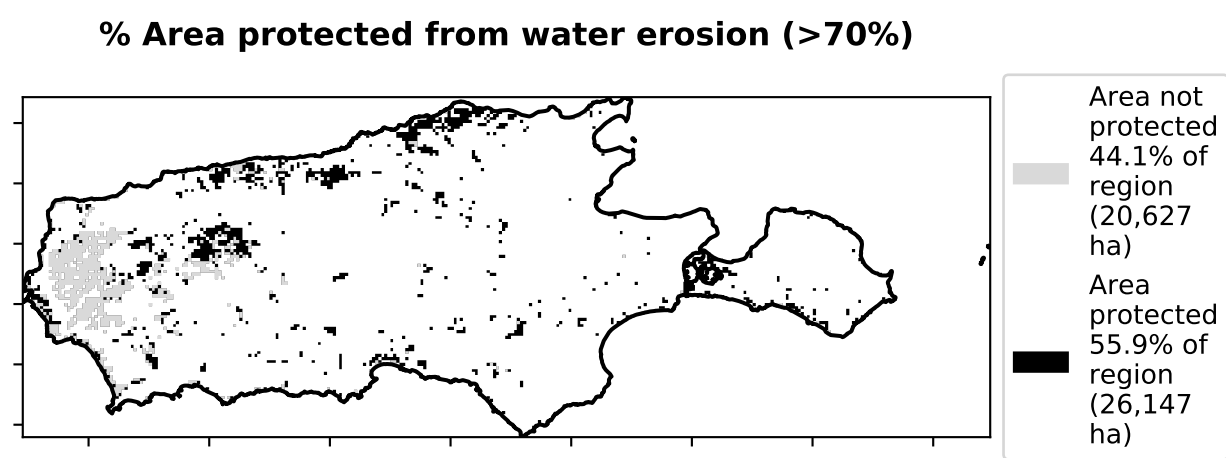 % Area protected from water erosion (>70%)
Area not
protected
44.1% of
region
(20,627
ha)
Area
protected
55.9% of
region
(26,147
ha)